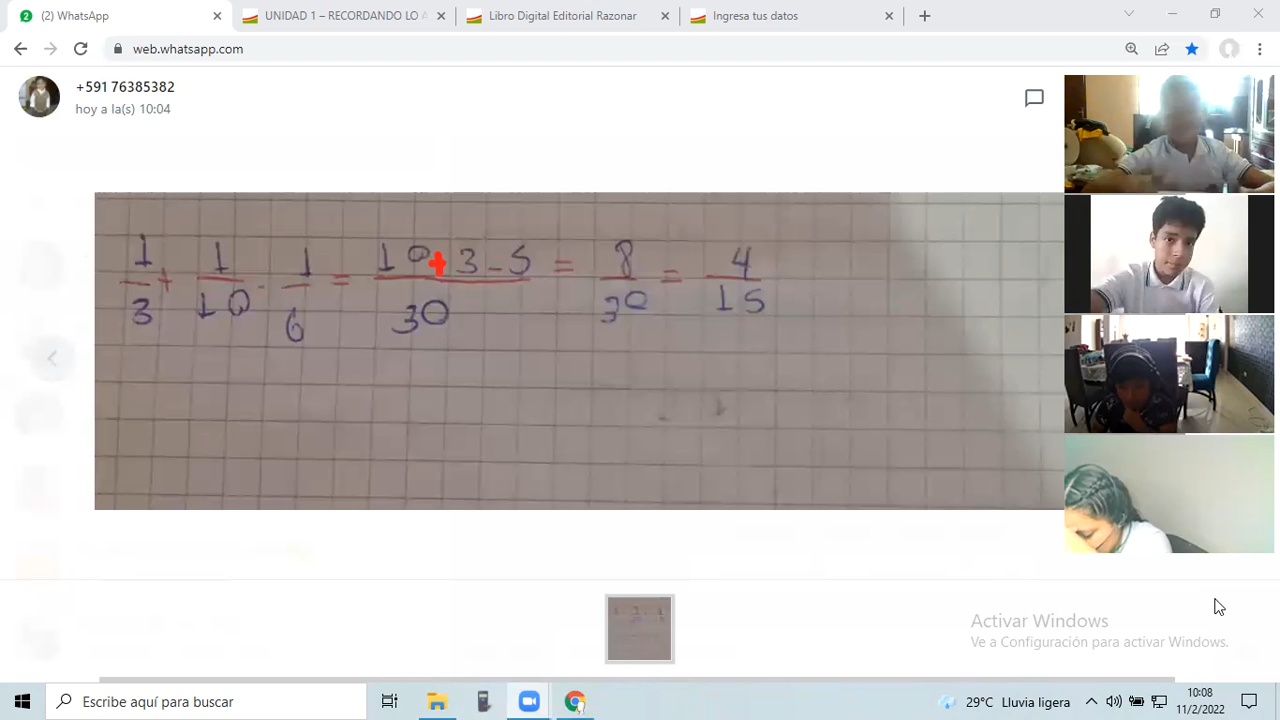 (2) WhatsApp
UNIDAD 1 – RECORDANDO LO A
Libro Digital Editorial Razonar
Ingresa tus datos
web.whatsapp.com
+591 76385382
hoy a la(s) 10:04
1/3 + 1/10 - 1/6 = 10+3-5/30 = 8/30 = 4/15
Activar Windows
Ve a Configuración para activar Windows.
Escribe aquí para buscar
29°C Lluvia ligera
10:08
11/2/2022